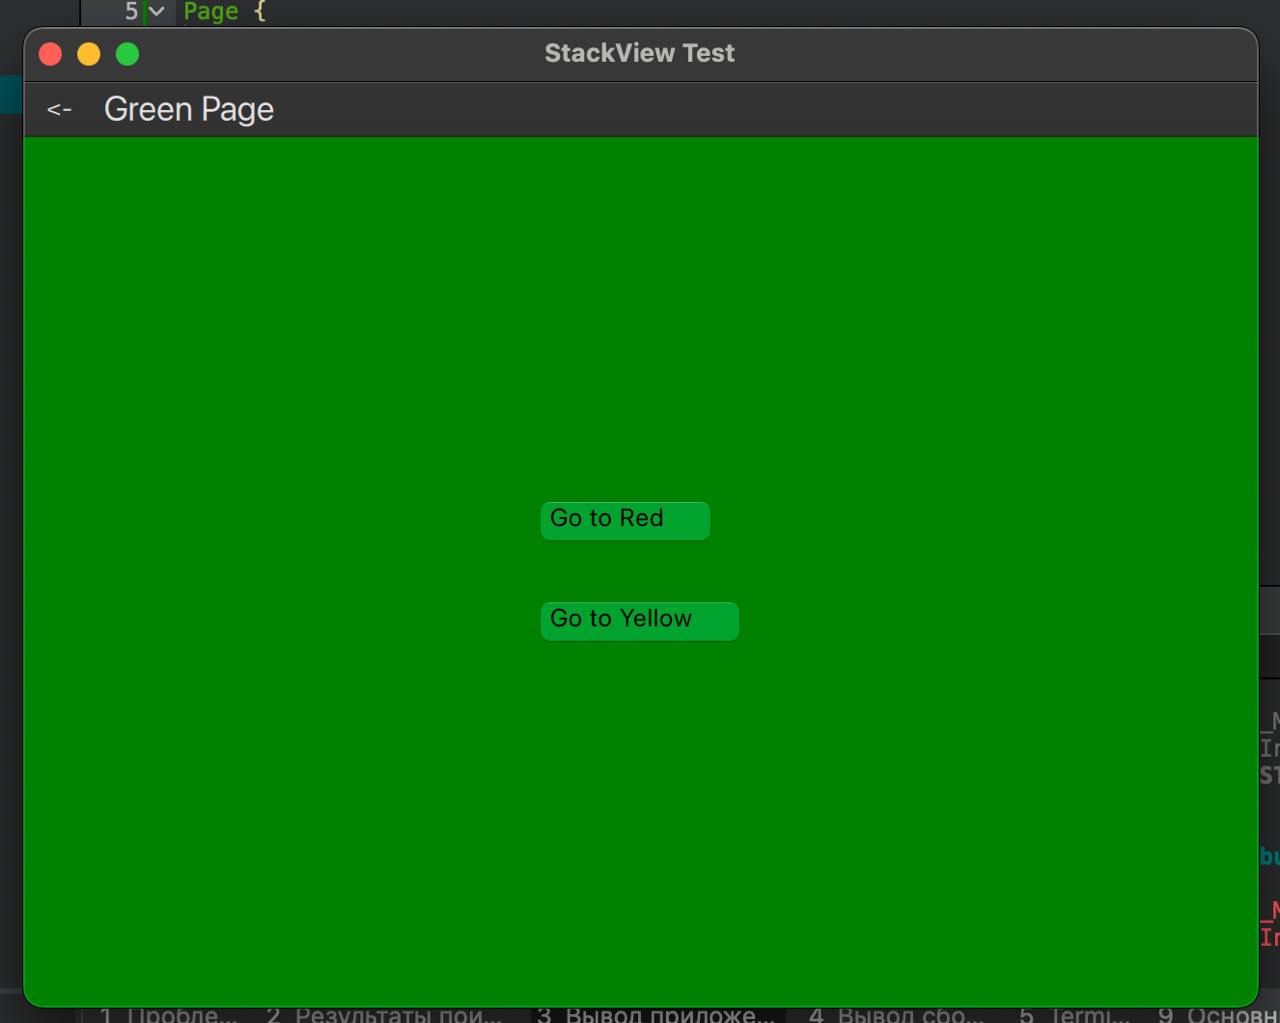 5 Page {
StackView Test
<- Green Page
Go to Red
Go to Yellow
1 Пробле... 2 Результаты пои... 3 Вывод приложе... 4 Вывод сбо... 5 Termi... 9 Основн